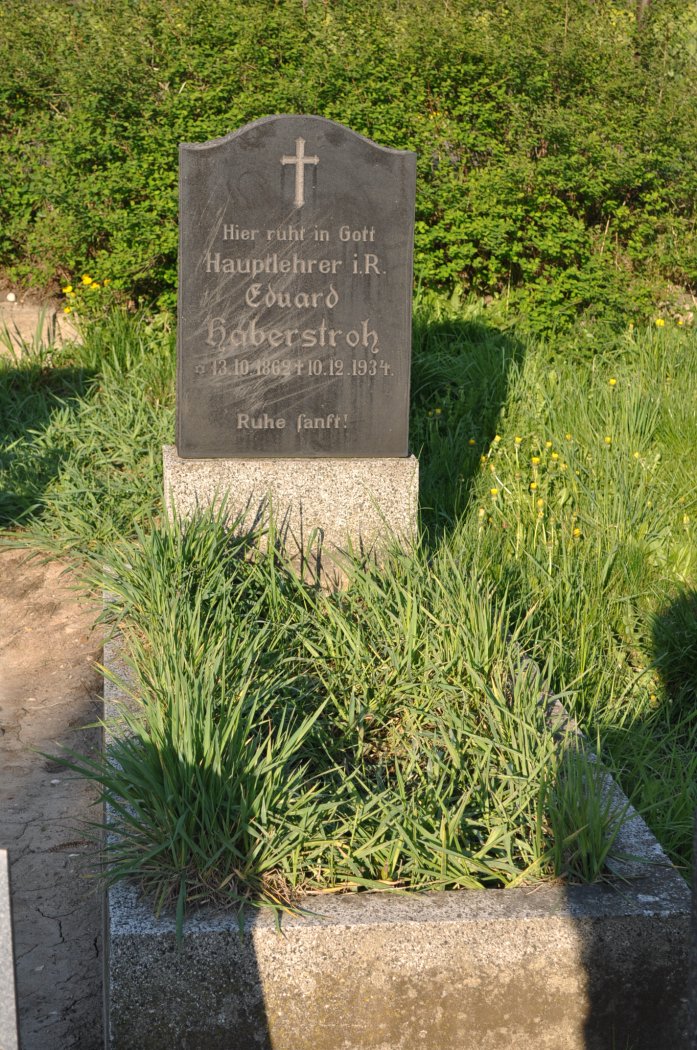 Hier ruht in Gott
Hauptlehrer i.R.
Eduard
Haberstroh
13.10.1862 + 10.12.1934.
Ruhe sanft!